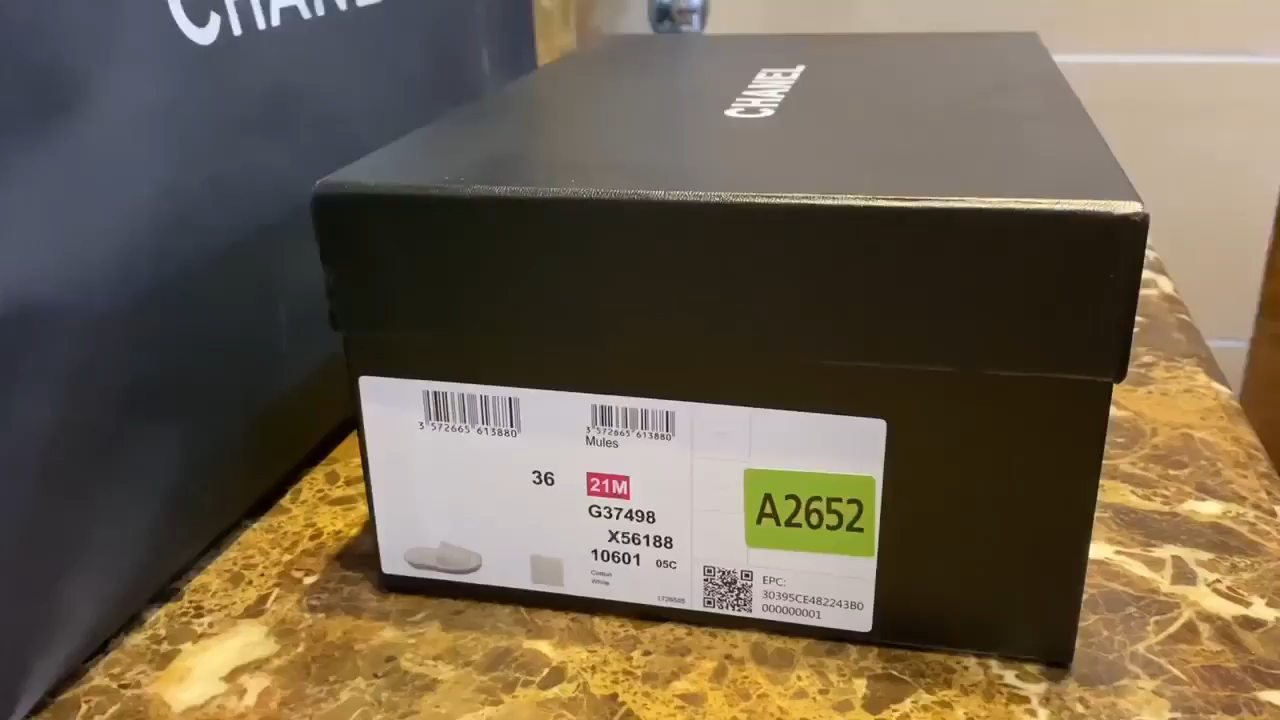 CHANEL
CHANEL
3 572665 613880
3 572665 613880
Mules
36
21M
G37498
X56188
10601 05C
Cotton
White
A2652
EPC:
30395CE482243B0
000000001